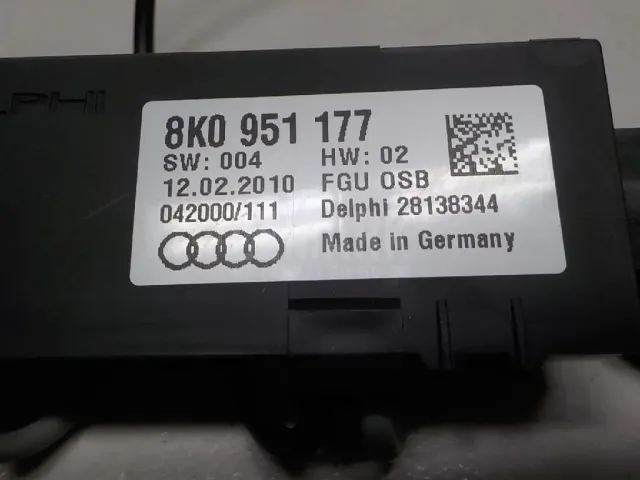 LPHI
8K0 951 177
SW: 004 HW: 02
12.02.2010 FGU OSB
042000/111 Delphi 28138344
Made in Germany